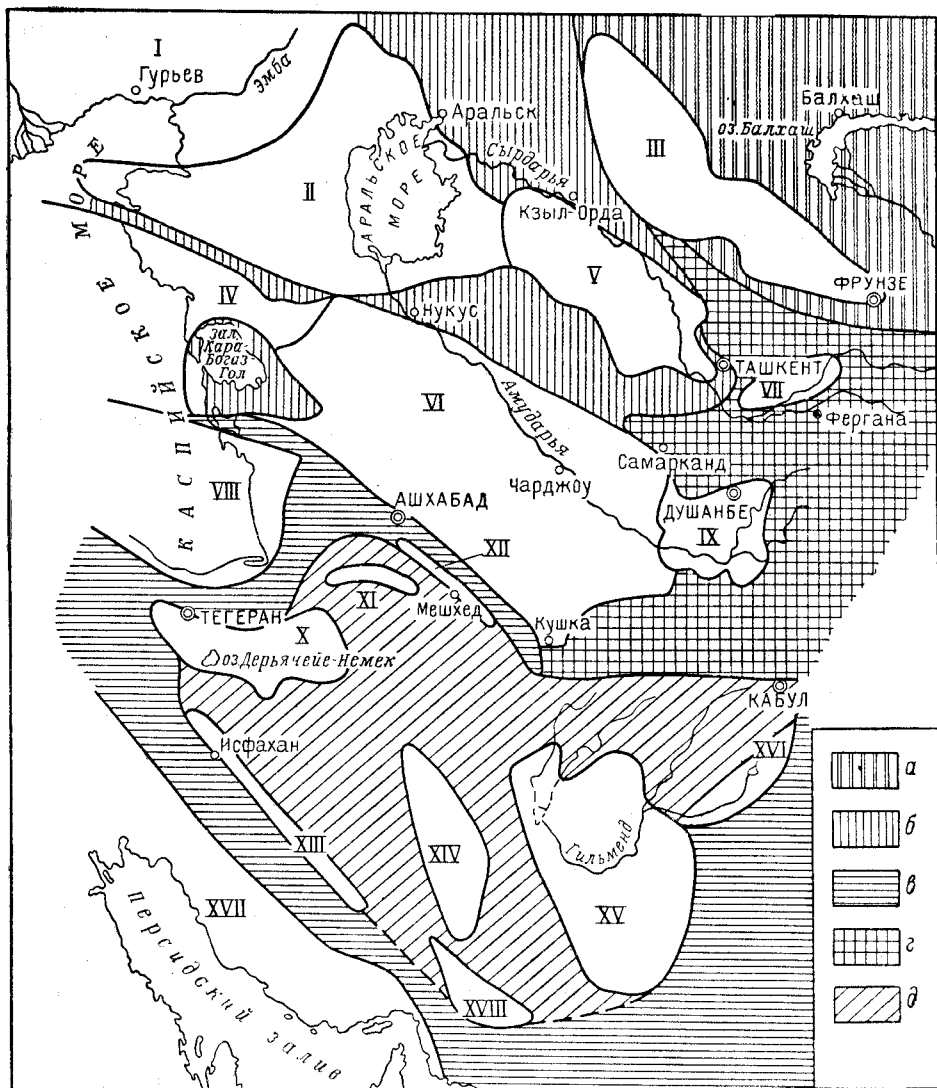 I
Гурьев
Эмба
Балхаш
оз. Балхаш
Аральск
III
Сырдарья
МОРЕ
II
АРАЛЬСКОЕ
МОРЕ
Кзыл-Орда
V
ФРУНЗЕ
IV
Нукус
зал.
Кара-
Богаз
Гол
ТАШКЕНТ
VII
Фергана
VI
Амударья
КАСПИЙСКОЕ
Самарканд
Чарджоу
VIII
ДУШАНБЕ
IX
АШХАБАД
XII
XI
Мешхед
ТЕГЕРАН
X
Кушка
оз. Дерьячейе-Немек
КАБУЛ
Исфахан
XVI
а
б
Гильменд
XIII
XIV
в
XV
XVII
г
Персидский залив
XVIII
д